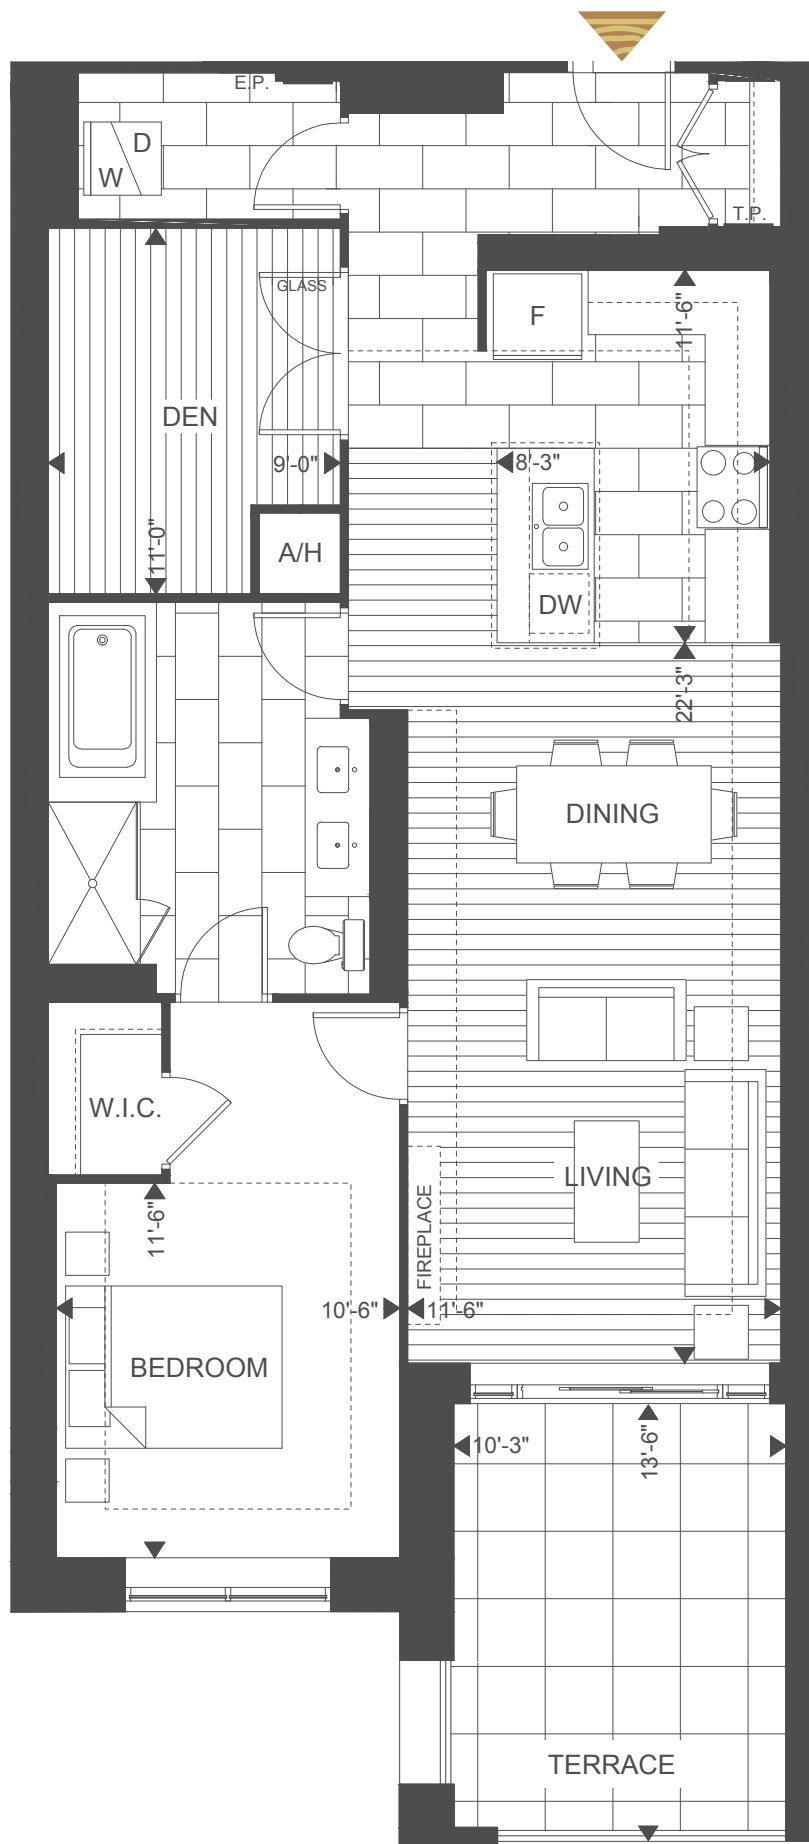 E.P.
D
W
T.P.
GLASS
F
11'-6"
DEN
9'-0"
8'-3"
11'-0"
A/H
DW
22'-3"
DINING
W.I.C.
LIVING
11'-6"
FIREPLACE
10'-6"
11'-6"
BEDROOM
10'-3"
13'-6"
TERRACE